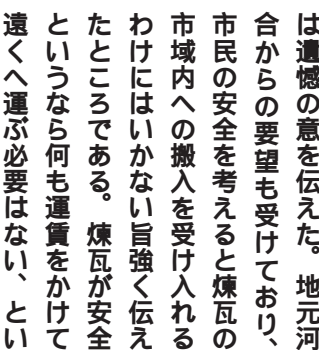 は遺憾の意を伝えた。地元河
合からの要望も受けており、
市民の安全を考えると煉瓦の
市域内への搬入を受け入れる
わけにはいかない旨強く伝え
たところである。煉瓦が安全
というなら何も運賃をかけて
遠くへ運ぶ必要はない、とい